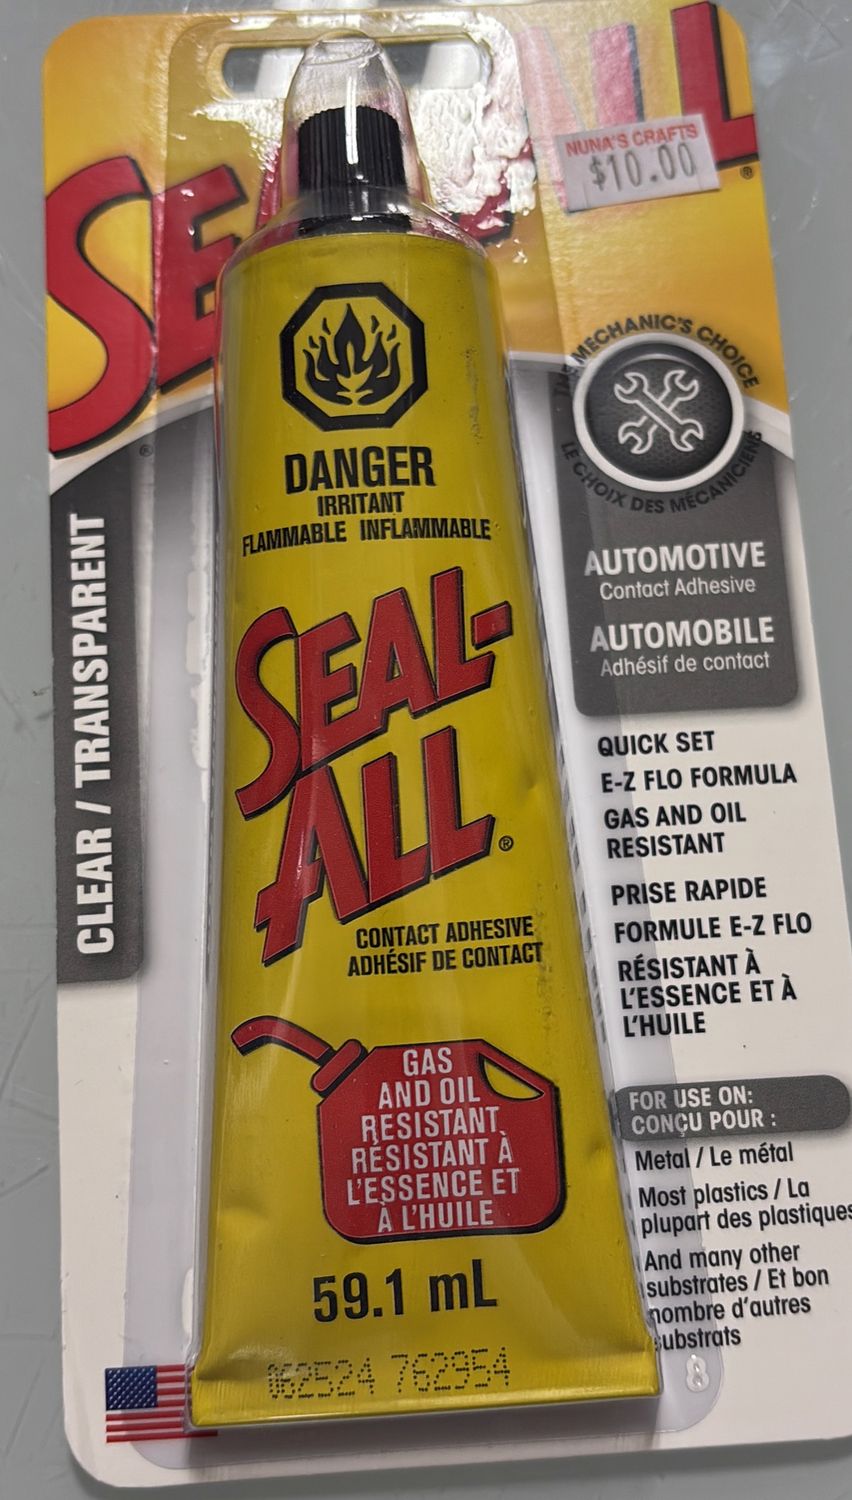 SEAL-ALL®
NUNA'S CRAFTS
$10.00
THE MECHANIC'S CHOICE
LE CHOIX DES MÉCANICIENS
AUTOMOTIVE
Contact Adhesive
AUTOMOBILE
Adhésif de contact
CLEAR / TRANSPARENT
DANGER
IRRITANT
FLAMMABLE INFLAMMABLE
SEAL-
ALL®
CONTACT ADHESIVE
ADHÉSIF DE CONTACT
GAS
AND OIL
RESISTANT
RÉSISTANT À
L'ESSENCE ET
À L'HUILE
59.1 mL
062524 762954
QUICK SET
E-Z FLO FORMULA
GAS AND OIL
RESISTANT
PRISE RAPIDE
FORMULE E-Z FLO
RÉSISTANT À
L'ESSENCE ET À
L'HUILE
FOR USE ON:
CONÇU POUR :
Metal / Le métal
Most plastics / La
plupart des plastiques
And many other
substrates / Et bon
nombre d'autres
substrats
8